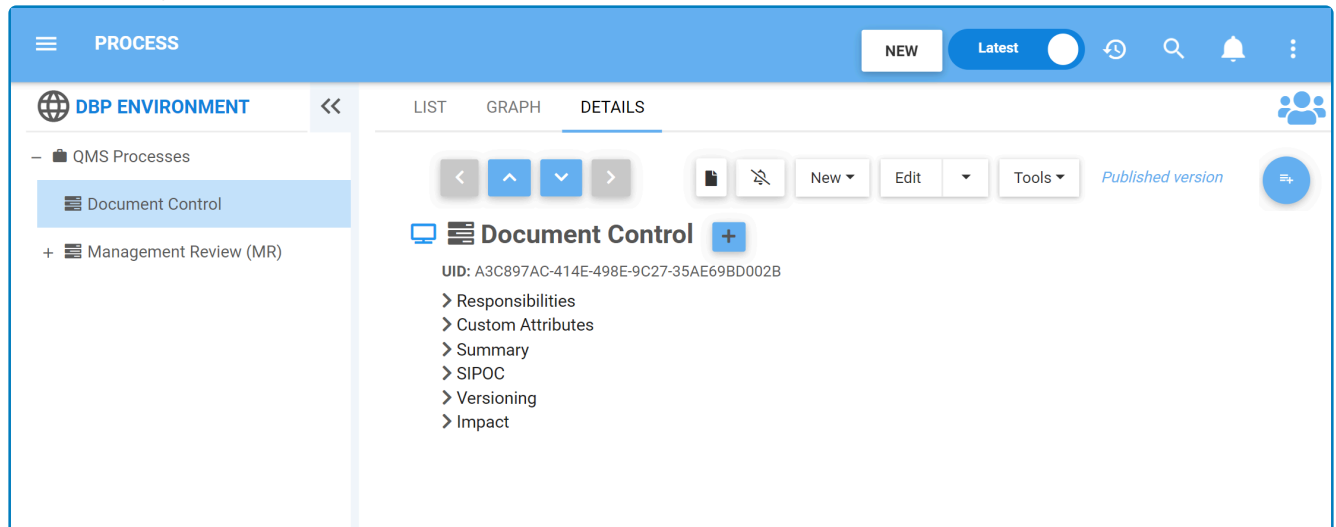 PROCESS
NEW
Latest
DBP ENVIRONMENT
LIST GRAPH DETAILS
QMS Processes
Document Control
Management Review (MR)
New Edit Tools Published version
Document Control
UID: A3C897AC-414E-498E-9C27-35AE69BD002B
Responsibilities
Custom Attributes
Summary
SIPOC
Versioning
Impact